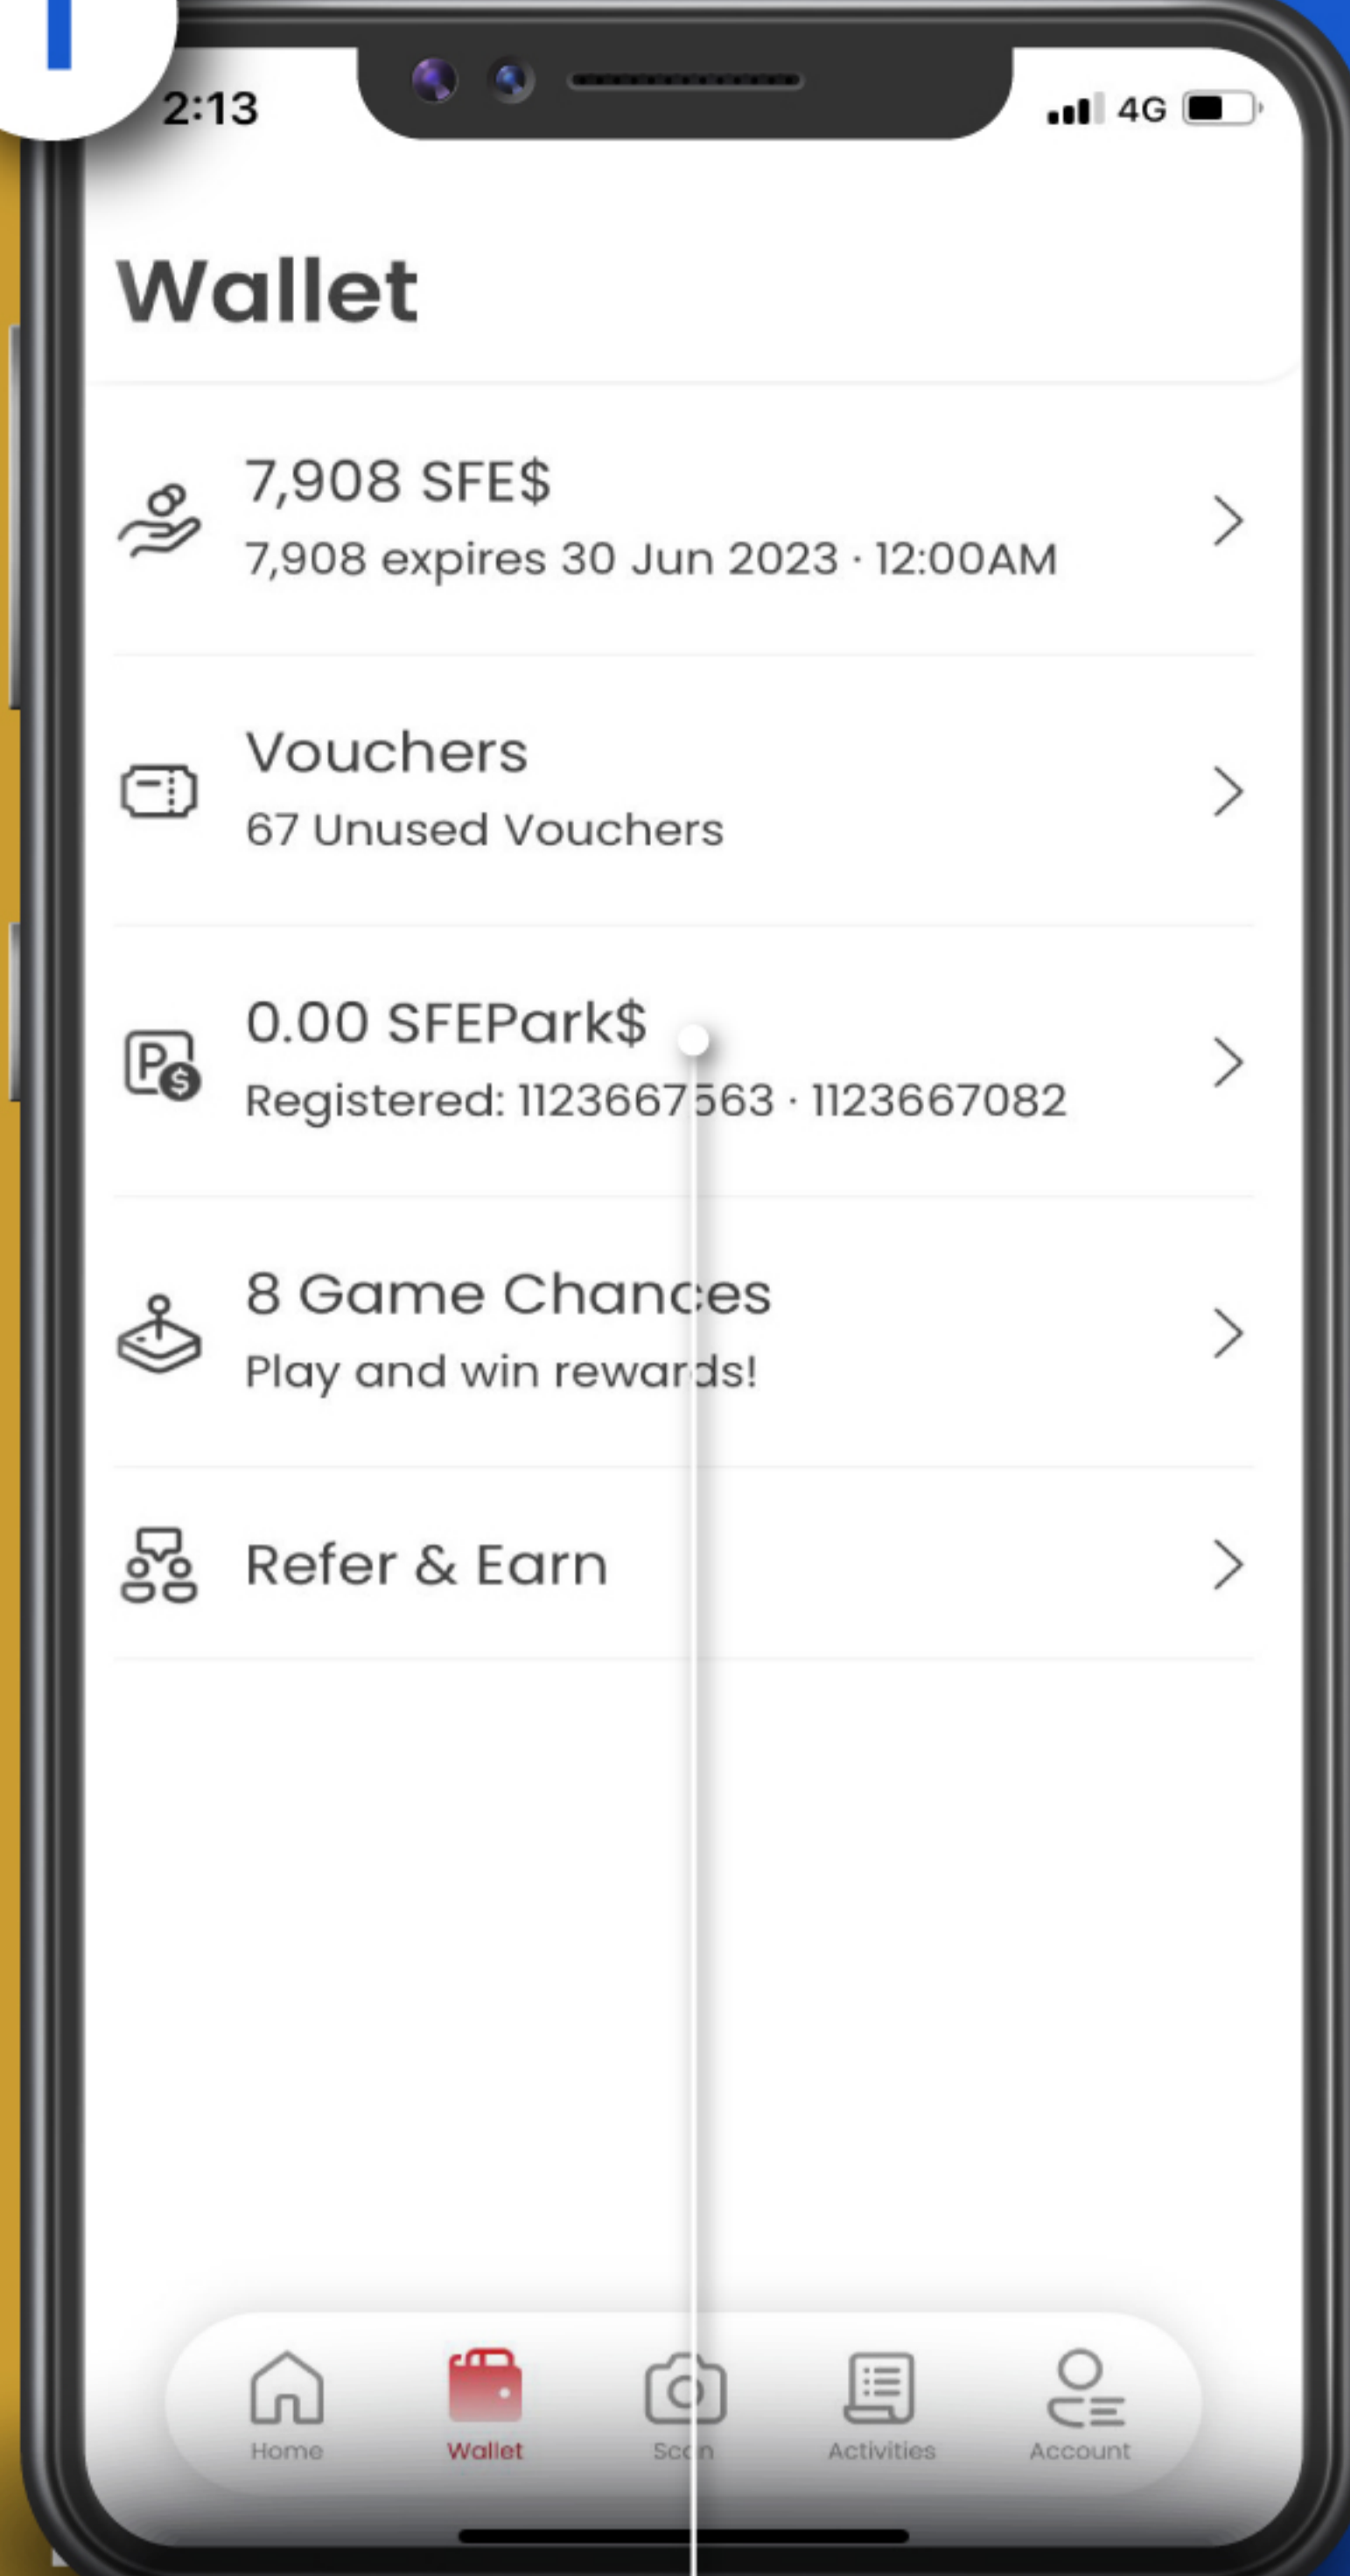 1
2:13
4G
Wallet
7,908 SFE$
7,908 expires 30 Jun 2023 · 12:00AM
Vouchers
67 Unused Vouchers
0.00 SFEPark$
Registered: 1123667563 · 1123667082
8 Game Chances
Play and win rewards!
Refer & Earn
Home
Wallet
Scan
Activities
Account